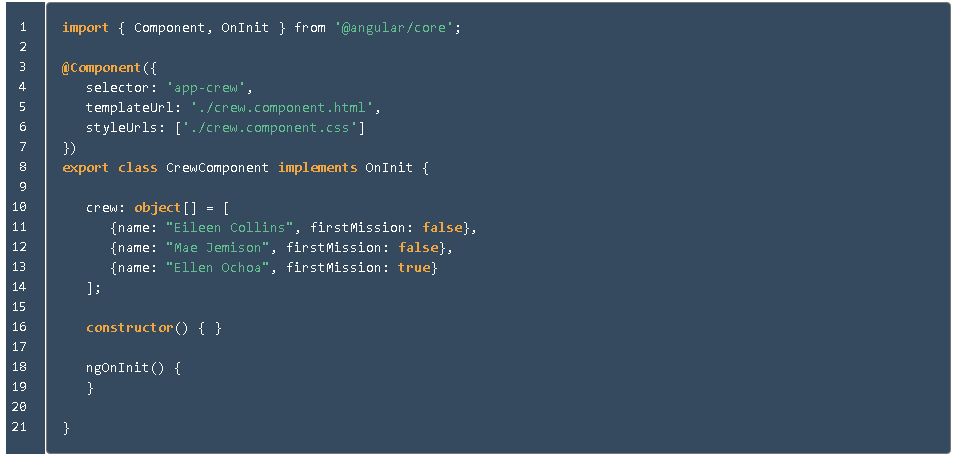 1 import { Component, OnInit } from '@angular/core';
2
3 @Component({
4 selector: 'app-crew',
5 templateUrl: './crew.component.html',
6 styleUrls: ['./crew.component.css']
7 })
8 export class CrewComponent implements OnInit {
9
10 crew: object[] = [
11 {name: "Eileen Collins", firstMission: false},
12 {name: "Mae Jemison", firstMission: false},
13 {name: "Ellen Ochoa", firstMission: true}
14 ];
15
16 constructor() { }
17
18 ngOnInit() {
19 }
20
21 }